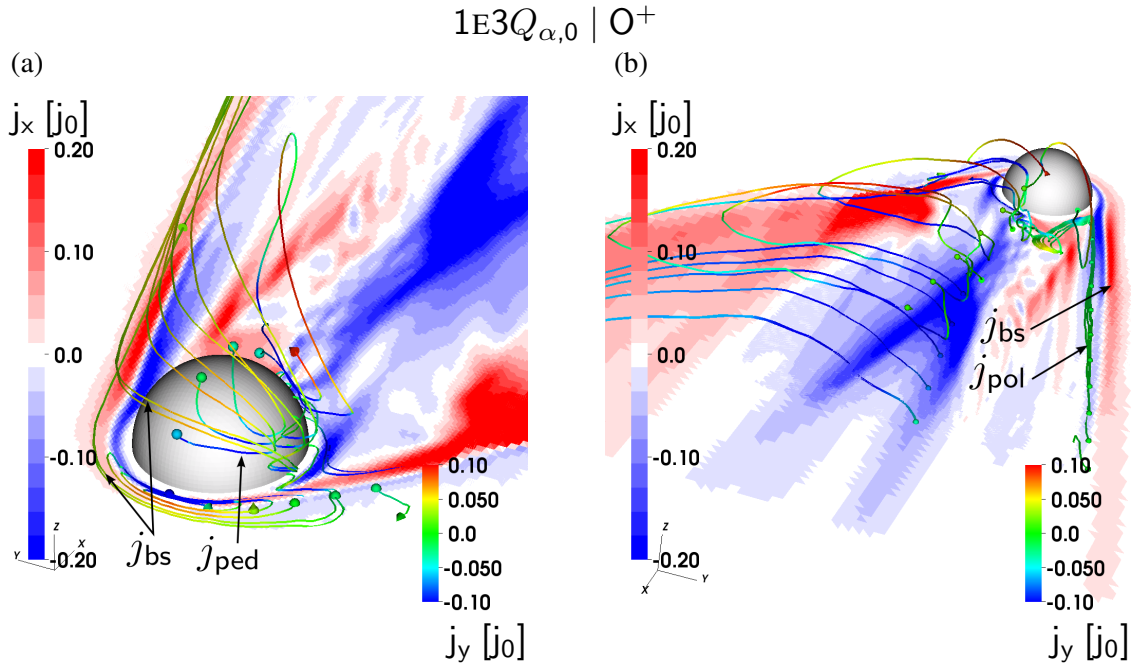 1E3Q_{α,0} | O⁺
(a)
j_x [j_0]
0.20
0.10
0.0
-0.10
-0.20
Z
Y
X
j_bs
j_ped
0.10
0.050
0.0
-0.050
-0.10
j_y [j_0]
(b)
j_x [j_0]
0.20
0.10
0.0
-0.10
-0.20
Z
Y
X
j_bs
j_pol
0.10
0.050
0.0
-0.050
-0.10
j_y [j_0]